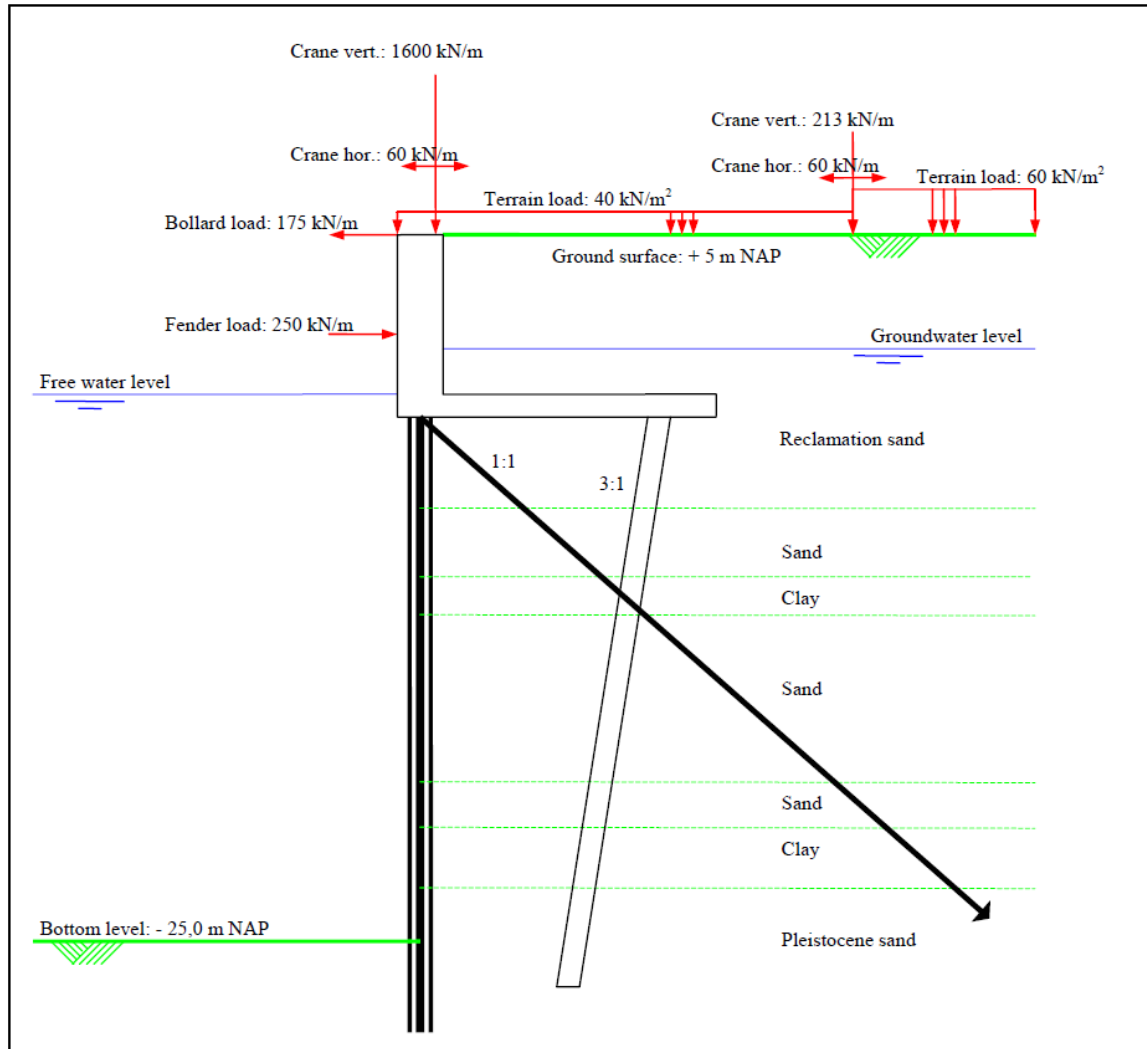 Crane vert.: 1600 kN/m
Crane vert.: 213 kN/m
Crane hor.: 60 kN/m
Crane hor.: 60 kN/m
Terrain load: 60 kN/m²
Terrain load: 40 kN/m²
Bollard load: 175 kN/m
Ground surface: + 5 m NAP
Fender load: 250 kN/m
Groundwater level
Free water level
Reclamation sand
1:1
3:1
Sand
Clay
Sand
Sand
Clay
Bottom level: - 25,0 m NAP
Pleistocene sand